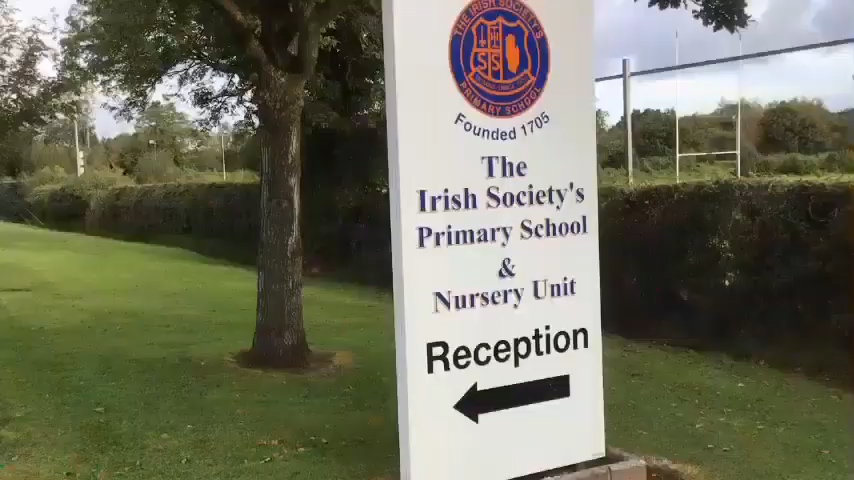 THE IRISH SOCIETY'S
PRIMARY SCHOOL
Founded 1705
The
Irish Society's
Primary School
&
Nursery Unit
Reception